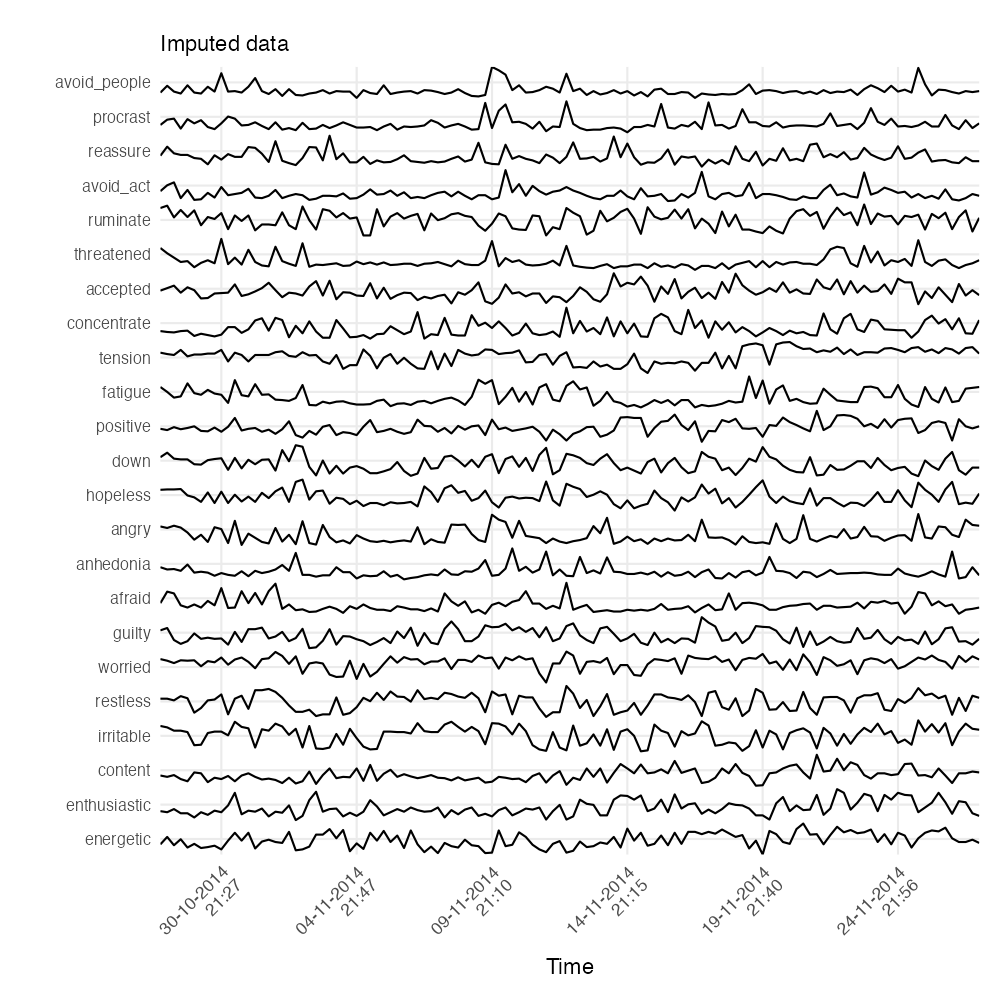 Imputed data
avoid_people
procrast
reassure
avoid_act
ruminate
threatened
accepted
concentrate
tension
fatigue
positive
down
hopeless
angry
anhedonia
afraid
guilty
worried
restless
irritable
content
enthusiastic
energetic
30-10-2014
21:27
04-11-2014
21:47
09-11-2014
21:10
14-11-2014
21:15
19-11-2014
21:40
24-11-2014
21:56
Time